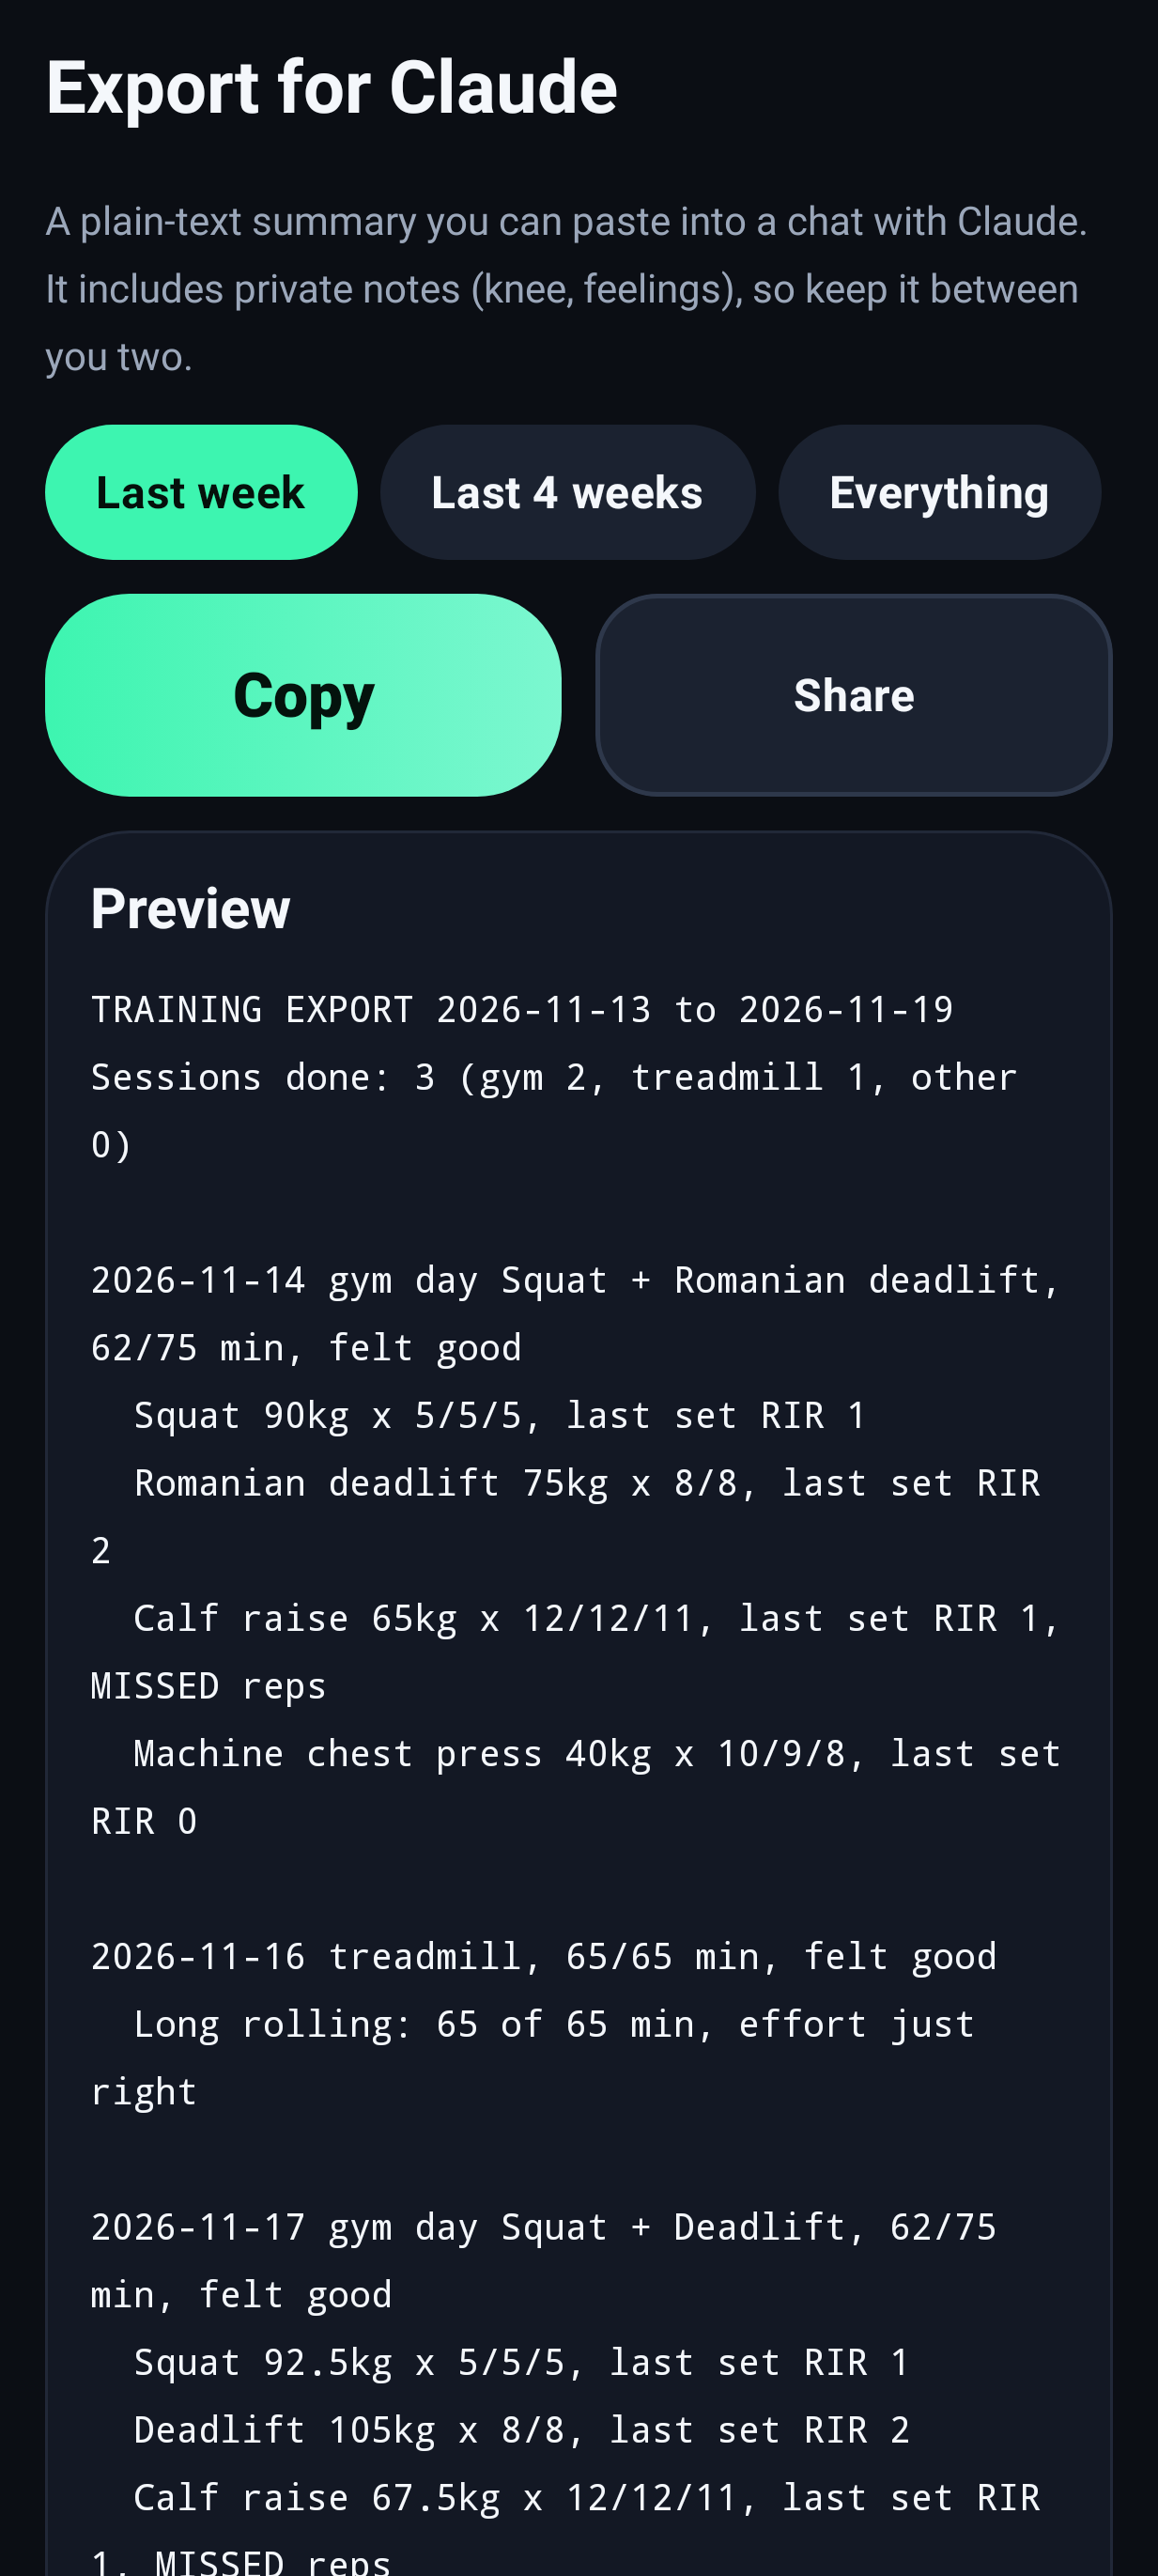 Export for Claude
A plain-text summary you can paste into a chat with Claude.
It includes private notes (knee, feelings), so keep it between
you two.
Last week
Last 4 weeks
Everything
Copy
Share
Preview
TRAINING EXPORT 2026-11-13 to 2026-11-19
Sessions done: 3 (gym 2, treadmill 1, other
0)
2026-11-14 gym day Squat + Romanian deadlift,
62/75 min, felt good
Squat 90kg x 5/5/5, last set RIR 1
Romanian deadlift 75kg x 8/8, last set RIR
2
Calf raise 65kg x 12/12/11, last set RIR 1,
MISSED reps
Machine chest press 40kg x 10/9/8, last set
RIR 0
2026-11-16 treadmill, 65/65 min, felt good
Long rolling: 65 of 65 min, effort just
right
2026-11-17 gym day Squat + Deadlift, 62/75
min, felt good
Squat 92.5kg x 5/5/5, last set RIR 1
Deadlift 105kg x 8/8, last set RIR 2
Calf raise 67.5kg x 12/12/11, last set RIR
1, MISSED reps